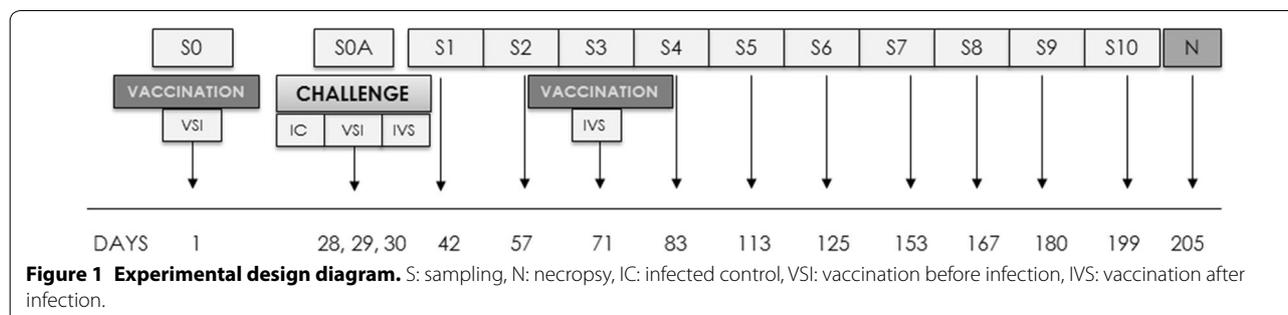 S0 S0A S1 S2 S3 S4 S5 S6 S7 S8 S9 S10 N
VACCINATION CHALLENGE VACCINATION
VSI IC VSI IVS IVS
DAYS 1 28, 29, 30 42 57 71 83 113 125 153 167 180 199 205
Figure 1 Experimental design diagram. S: sampling, N: necropsy, IC: infected control, VSI: vaccination before infection, IVS: vaccination after
infection.